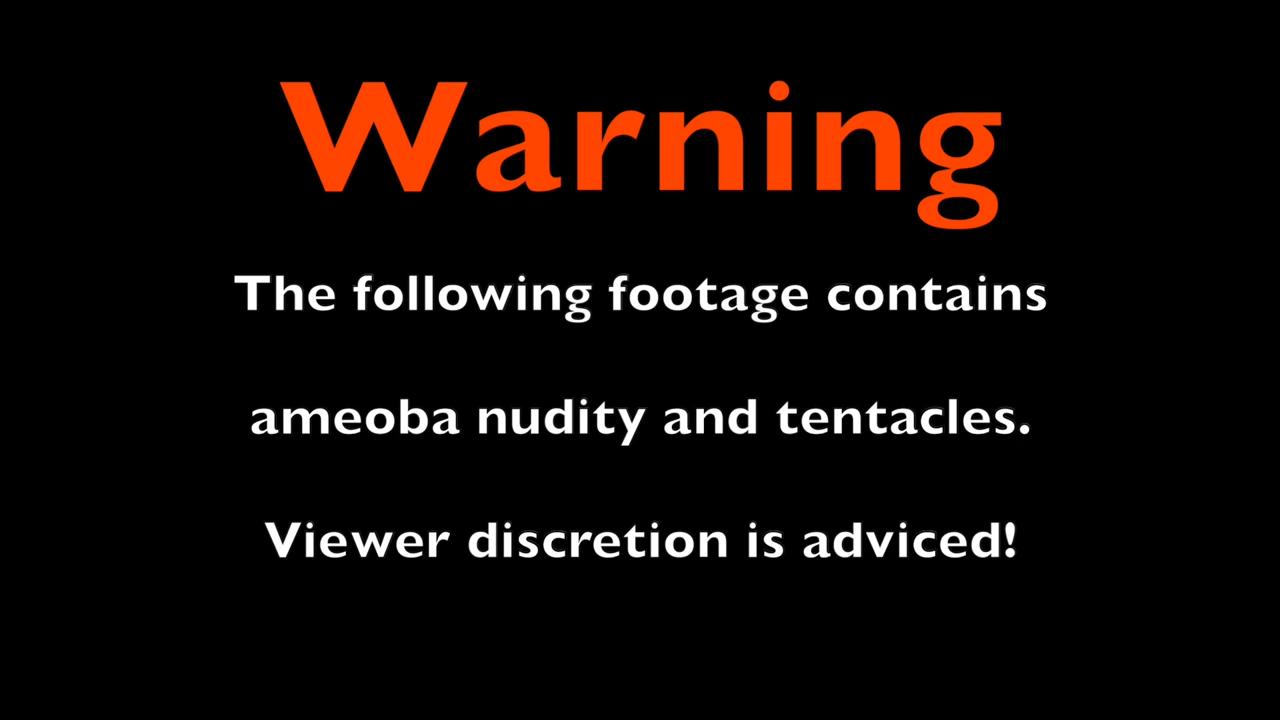 Warning
The following footage contains
ameoba nudity and tentacles.
Viewer discretion is adviced!